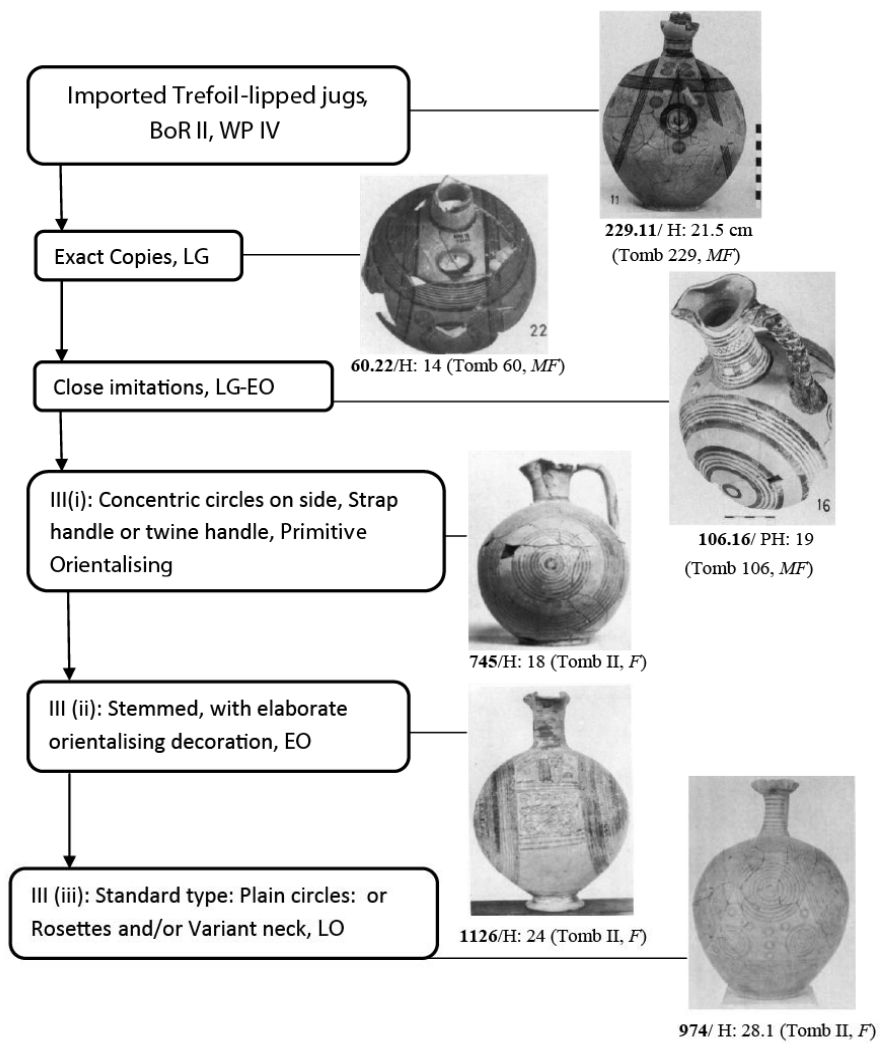 Imported Trefoil-lipped jugs,
BoR II, WP IV
11
229.11/ H: 21.5 cm
(Tomb 229, MF)
Exact Copies, LG
22
60.22/H: 14 (Tomb 60, MF)
Close imitations, LG-EO
16
106.16/ PH: 19
(Tomb 106, MF)
III(i): Concentric circles on side, Strap
handle or twine handle, Primitive
Orientalising
745/H: 18 (Tomb II, F)
III (ii): Stemmed, with elaborate
orientalising decoration, EO
1126/H: 24 (Tomb II, F)
III (iii): Standard type: Plain circles: or
Rosettes and/or Variant neck, LO
974/ H: 28.1 (Tomb II, F)